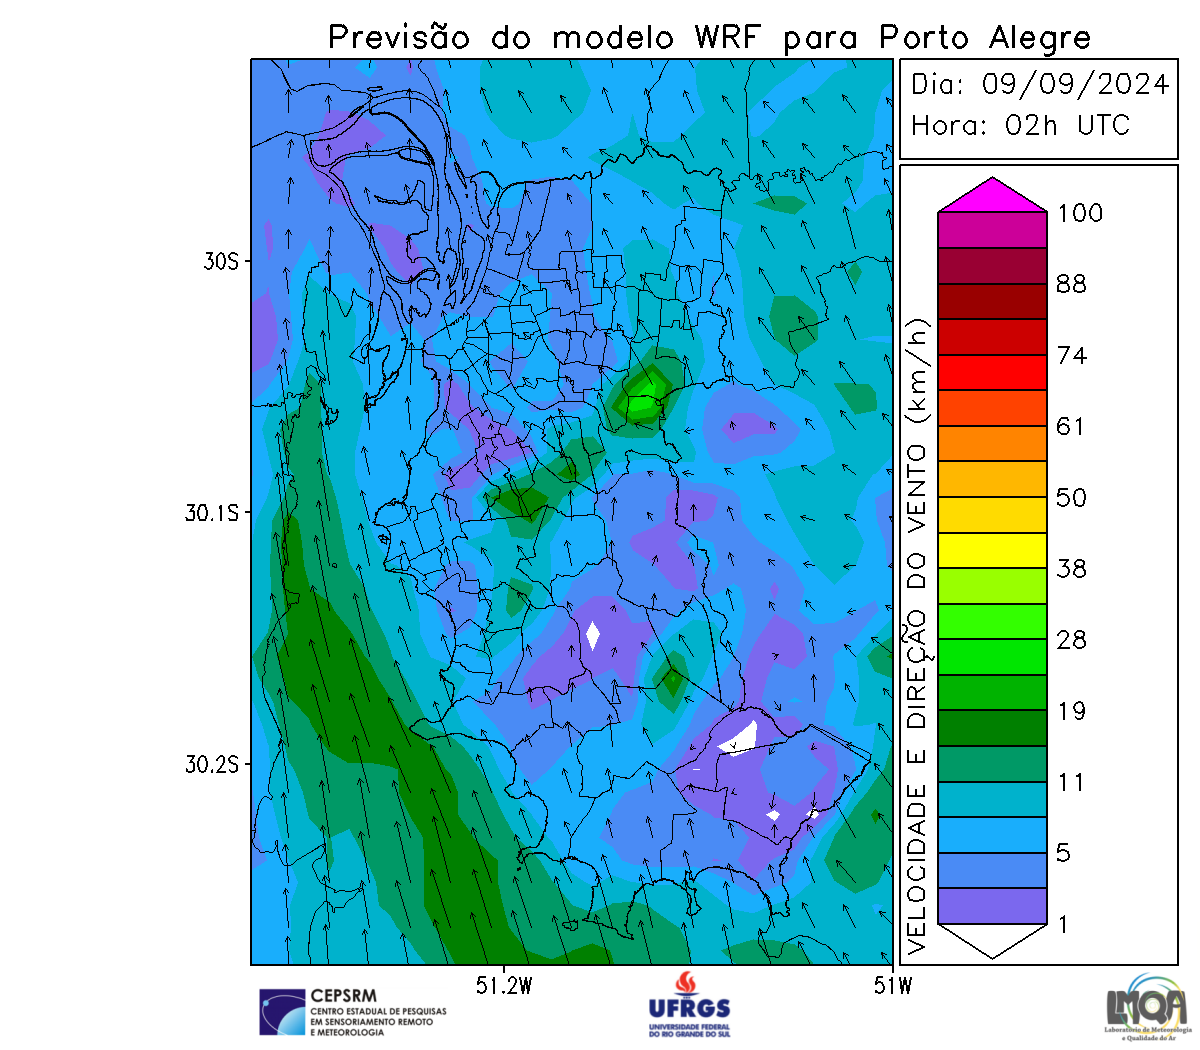 Previsão do modelo WRF para Porto Alegre
Dia: 09/09/2024
Hora: 02h UTC
100
88
74
61
50
38
28
19
11
5
1
VELOCIDADE E DIREÇÃO DO VENTO (km/h)
30S
30.1S
30.2S
51.2W
51W
CEPSRM
CENTRO ESTADUAL DE PESQUISAS
EM SENSORIAMENTO REMOTO
E METEOROLOGIA
UFRGS
UNIVERSIDADE FEDERAL
DO RIO GRANDE DO SUL
LMQA
Laboratório de Meteorologia
e Qualidade do Ar